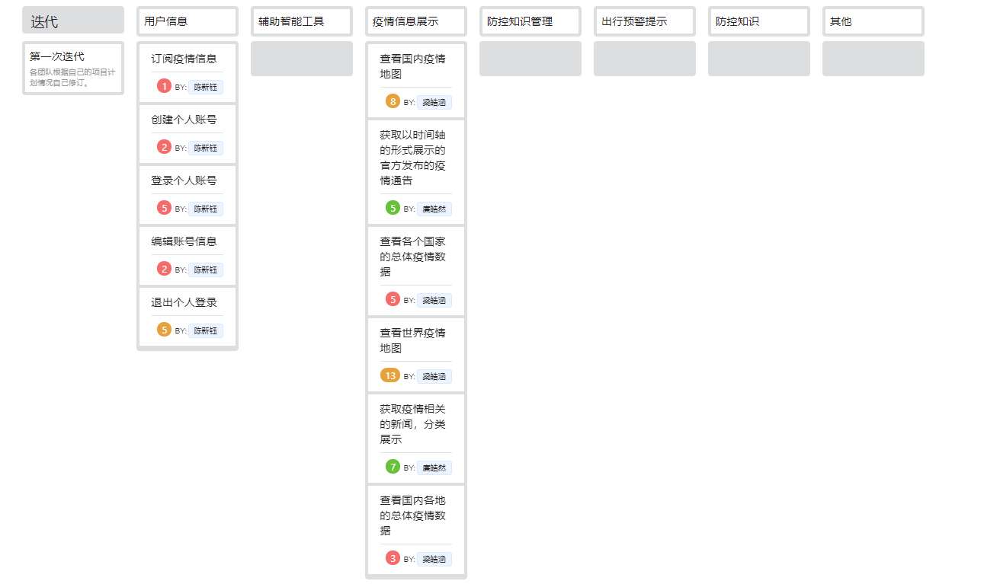 迭代
用户信息
辅助智能工具
疫情信息展示
防控知识管理
出行预警提示
防控知识
其他
第一次迭代
各团队根据自己的项目计
划情况自己修订。
订阅疫情信息
1 BY: 陈新钰
创建个人账号
2 BY: 陈新钰
登录个人账号
5 BY: 陈新钰
编辑账号信息
2 BY: 陈新钰
退出个人登录
5 BY: 陈新钰
查看国内疫情
地图
8 BY: 梁皓涵
获取以时间轴
的形式展示的
官方发布的疫
情通告
5 BY: 廉皓然
查看各个国家
的总体疫情数
据
5 BY: 梁皓涵
查看世界疫情
地图
13 BY: 梁皓涵
获取疫情相关
的新闻，分类
展示
7 BY: 廉皓然
查看国内各地
的总体疫情数
据
3 BY: 梁皓涵